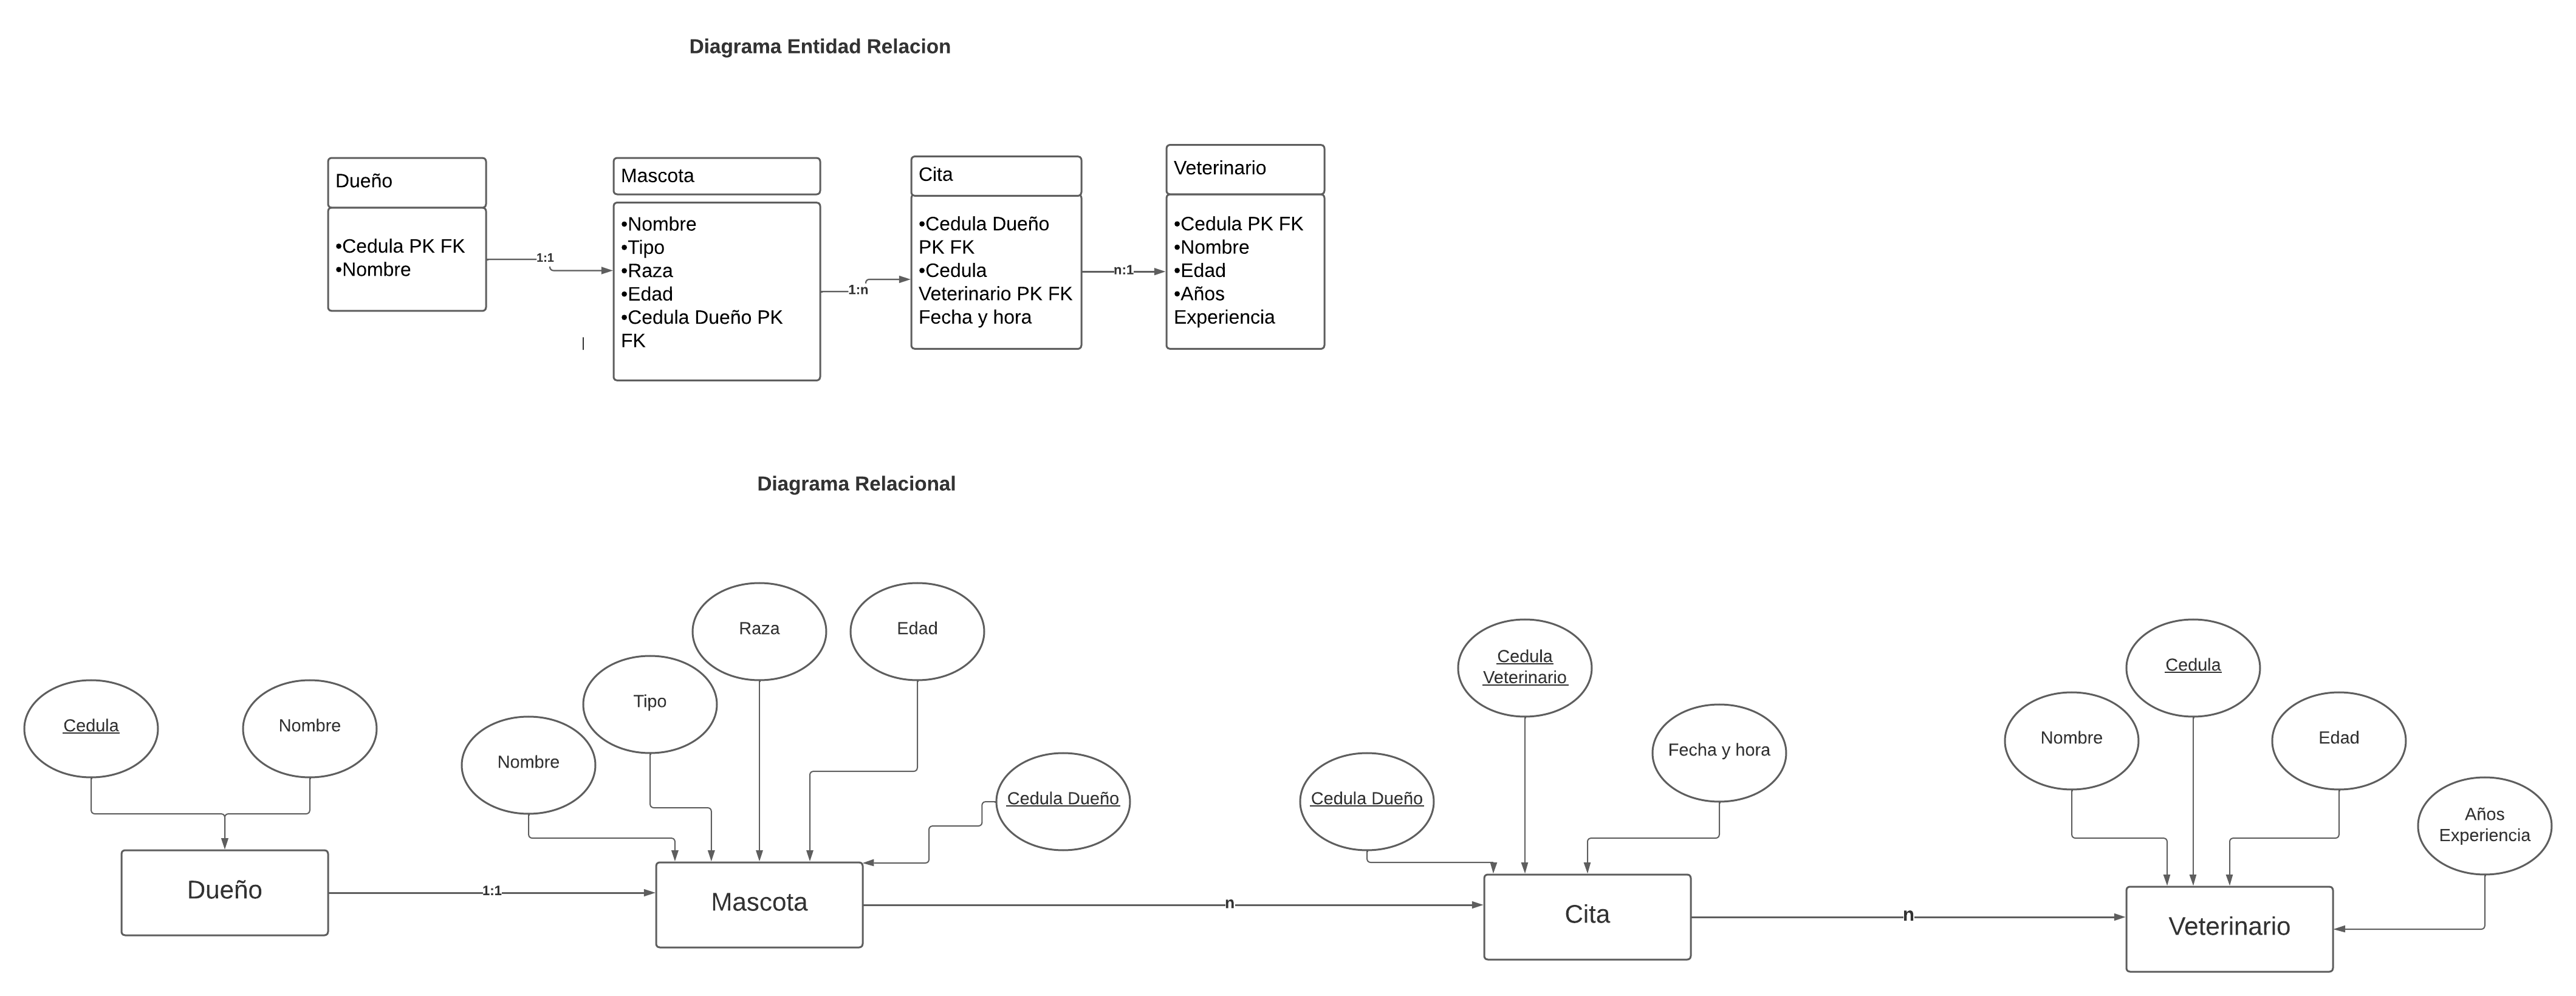 Diagrama Entidad Relacion
Dueño
•Cedula PK FK
•Nombre
1:1
Mascota
•Nombre
•Tipo
•Raza
•Edad
•Cedula Dueño PK
FK
1:n
Cita
•Cedula Dueño
PK FK
•Cedula
Veterinario PK FK
Fecha y hora
n:1
Veterinario
•Cedula PK FK
•Nombre
•Edad
•Años
Experiencia
Diagrama Relacional
Cedula
Nombre
Dueño
1:1
Nombre
Tipo
Raza
Edad
Cedula Dueño
Mascota
n
Cedula Dueño
Cedula
Veterinario
Fecha y hora
Cita
n
Nombre
Cedula
Edad
Años
Experiencia
Veterinario